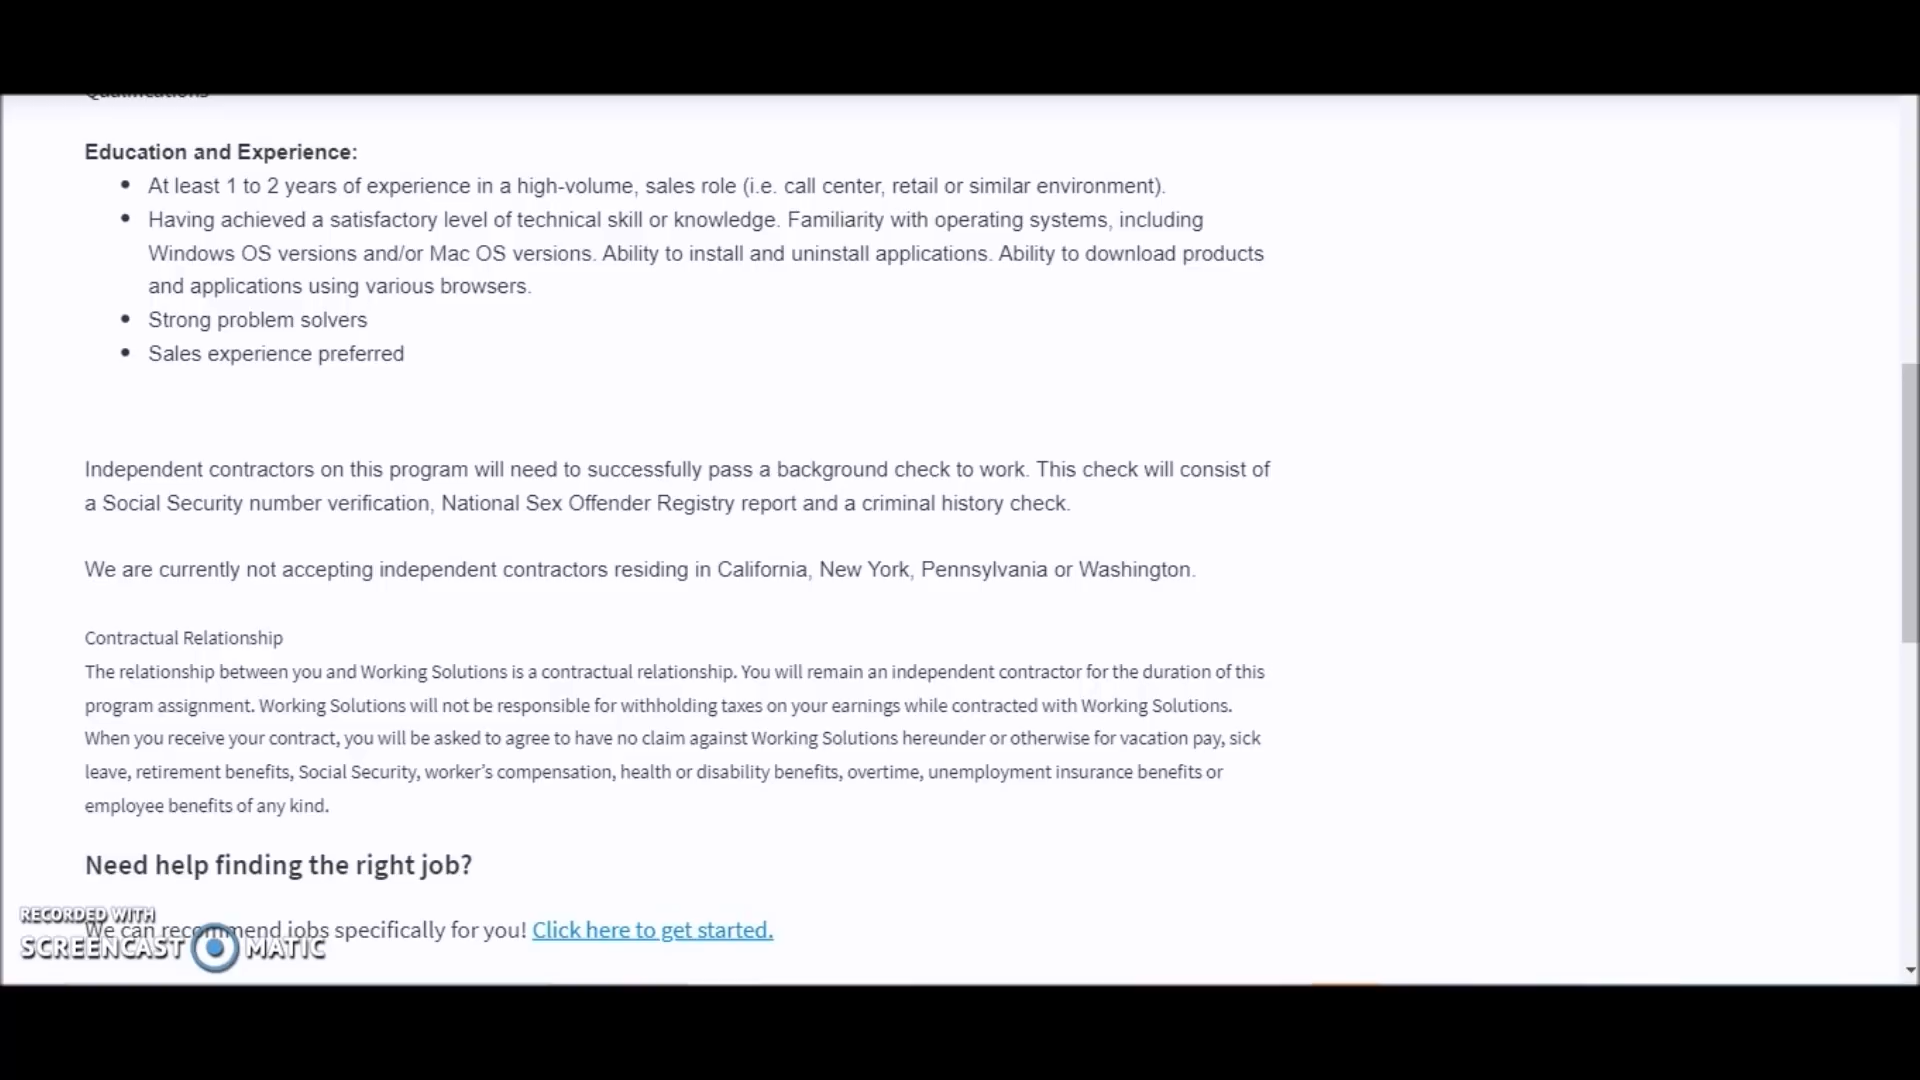 Qualifications
Education and Experience:
At least 1 to 2 years of experience in a high-volume, sales role (i.e. call center, retail or similar environment).
Having achieved a satisfactory level of technical skill or knowledge. Familiarity with operating systems, including
Windows OS versions and/or Mac OS versions. Ability to install and uninstall applications. Ability to download products
and applications using various browsers.
Strong problem solvers
Sales experience preferred
Independent contractors on this program will need to successfully pass a background check to work. This check will consist of
a Social Security number verification, National Sex Offender Registry report and a criminal history check.
We are currently not accepting independent contractors residing in California, New York, Pennsylvania or Washington.
Contractual Relationship
The relationship between you and Working Solutions is a contractual relationship. You will remain an independent contractor for the duration of this
program assignment. Working Solutions will not be responsible for withholding taxes on your earnings while contracted with Working Solutions.
When you receive your contract, you will be asked to agree to have no claim against Working Solutions hereunder or otherwise for vacation pay, sick
leave, retirement benefits, Social Security, worker's compensation, health or disability benefits, overtime, unemployment insurance benefits or
employee benefits of any kind.
Need help finding the right job?
RECORDED WITH
We can recommend jobs specifically for you! Click here to get started.
SCREENCAST MATIC